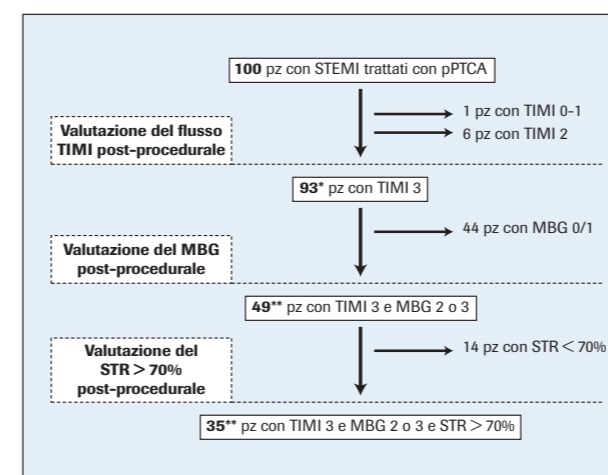 100 pz con STEMI trattati con pPTCA
1 pz con TIMI 0-1
6 pz con TIMI 2
Valutazione del flusso
TIMI post-procedurale
93* pz con TIMI 3
44 pz con MBG 0/1
Valutazione del MBG
post-procedurale
49** pz con TIMI 3 e MBG 2 o 3
14 pz con STR < 70%
Valutazione del
STR > 70%
post-procedurale
35** pz con TIMI 3 e MBG 2 o 3 e STR > 70%